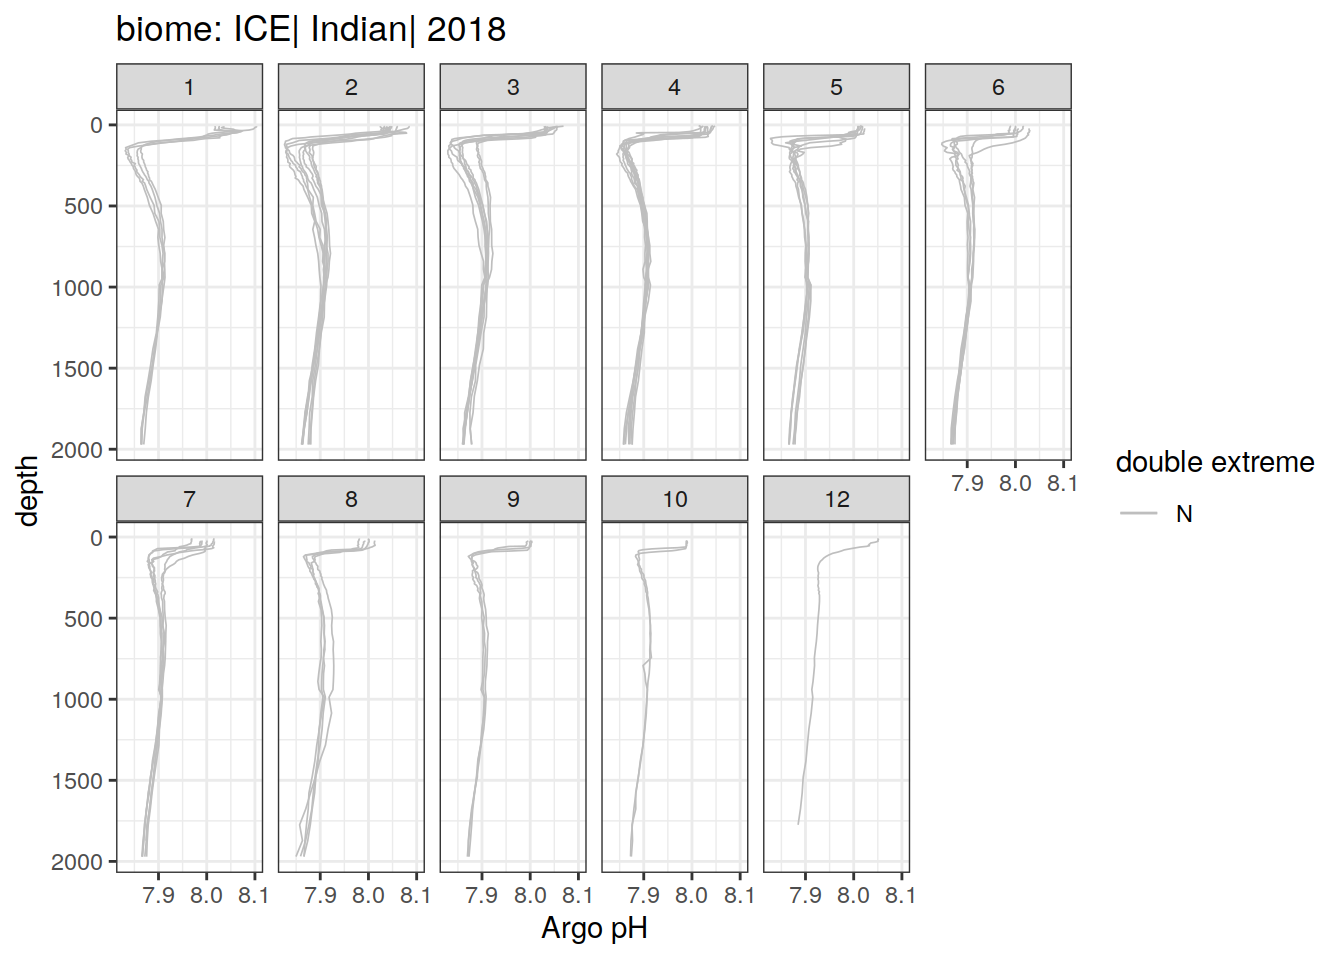 biome: ICE| Indian| 2018
1 2 3 4 5 6
0
500
1000
1500
2000
7.9 8.0 8.1
7 8 9 10 12
0
500
1000
1500
2000
7.9 8.0 8.1 7.9 8.0 8.1 7.9 8.0 8.1 7.9 8.0 8.1 7.9 8.0 8.1
depth
Argo pH
double extreme
N